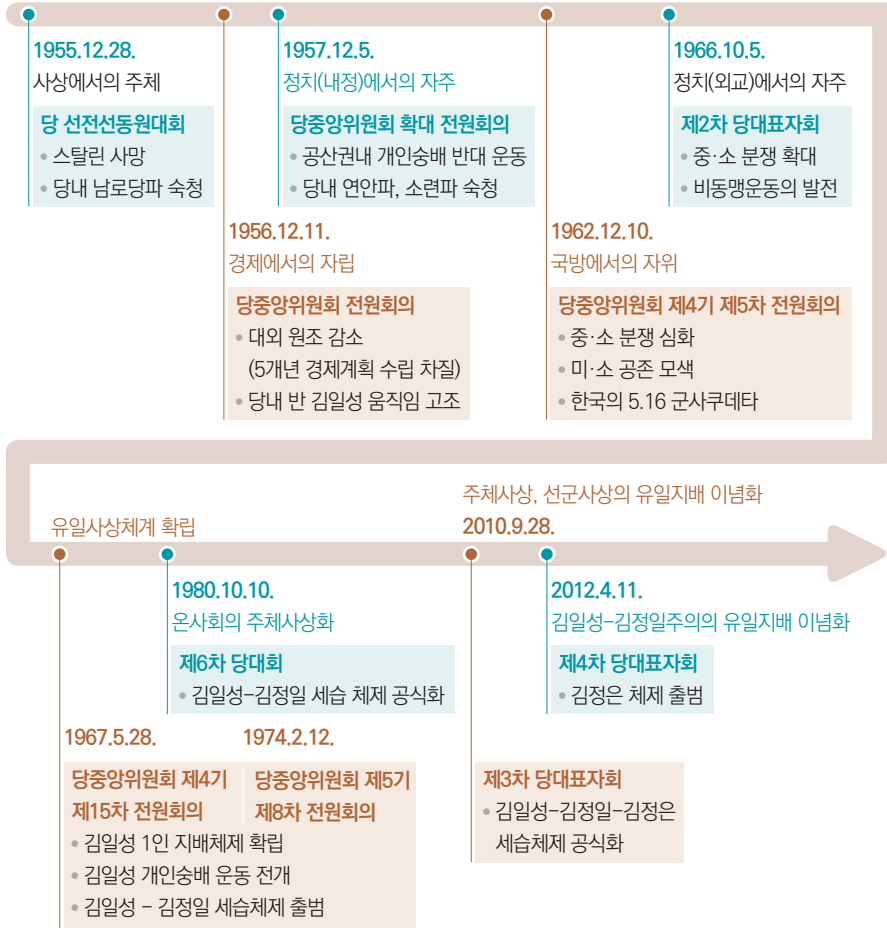 1955.12.28.
사상에서의 주체
당 선전선동원대회
• 스탈린 사망
• 당내 남로당파 숙청
1956.12.11.
경제에서의 자립
당중앙위원회 전원회의
• 대외 원조 감소
(5개년 경제계획 수립 차질)
• 당내 반 김일성 움직임 고조
1957.12.5.
정치(내정)에서의 자주
당중앙위원회 확대 전원회의
• 공산권내 개인숭배 반대 운동
• 당내 연안파, 소련파 숙청
1962.12.10.
국방에서의 자위
당중앙위원회 제4기 제5차 전원회의
• 중·소 분쟁 심화
• 미·소 공존 모색
• 한국의 5.16 군사쿠데타
1966.10.5.
정치(외교)에서의 자주
제2차 당대표자회
• 중·소 분쟁 확대
• 비동맹운동의 발전
유일사상체계 확립
1967.5.28.
당중앙위원회 제4기
제15차 전원회의
1974.2.12.
당중앙위원회 제5기
제8차 전원회의
• 김일성 1인 지배체제 확립
• 김일성 개인숭배 운동 전개
• 김일성 - 김정일 세습체제 출범
1980.10.10.
온사회의 주체사상화
제6차 당대회
• 김일성-김정일 세습 체제 공식화
주체사상, 선군사상의 유일지배 이념화
2010.9.28.
제3차 당대표자회
• 김일성-김정일-김정은
세습체제 공식화
2012.4.11.
김일성-김정일주의의 유일지배 이념화
제4차 당대표자회
• 김정은 체제 출범